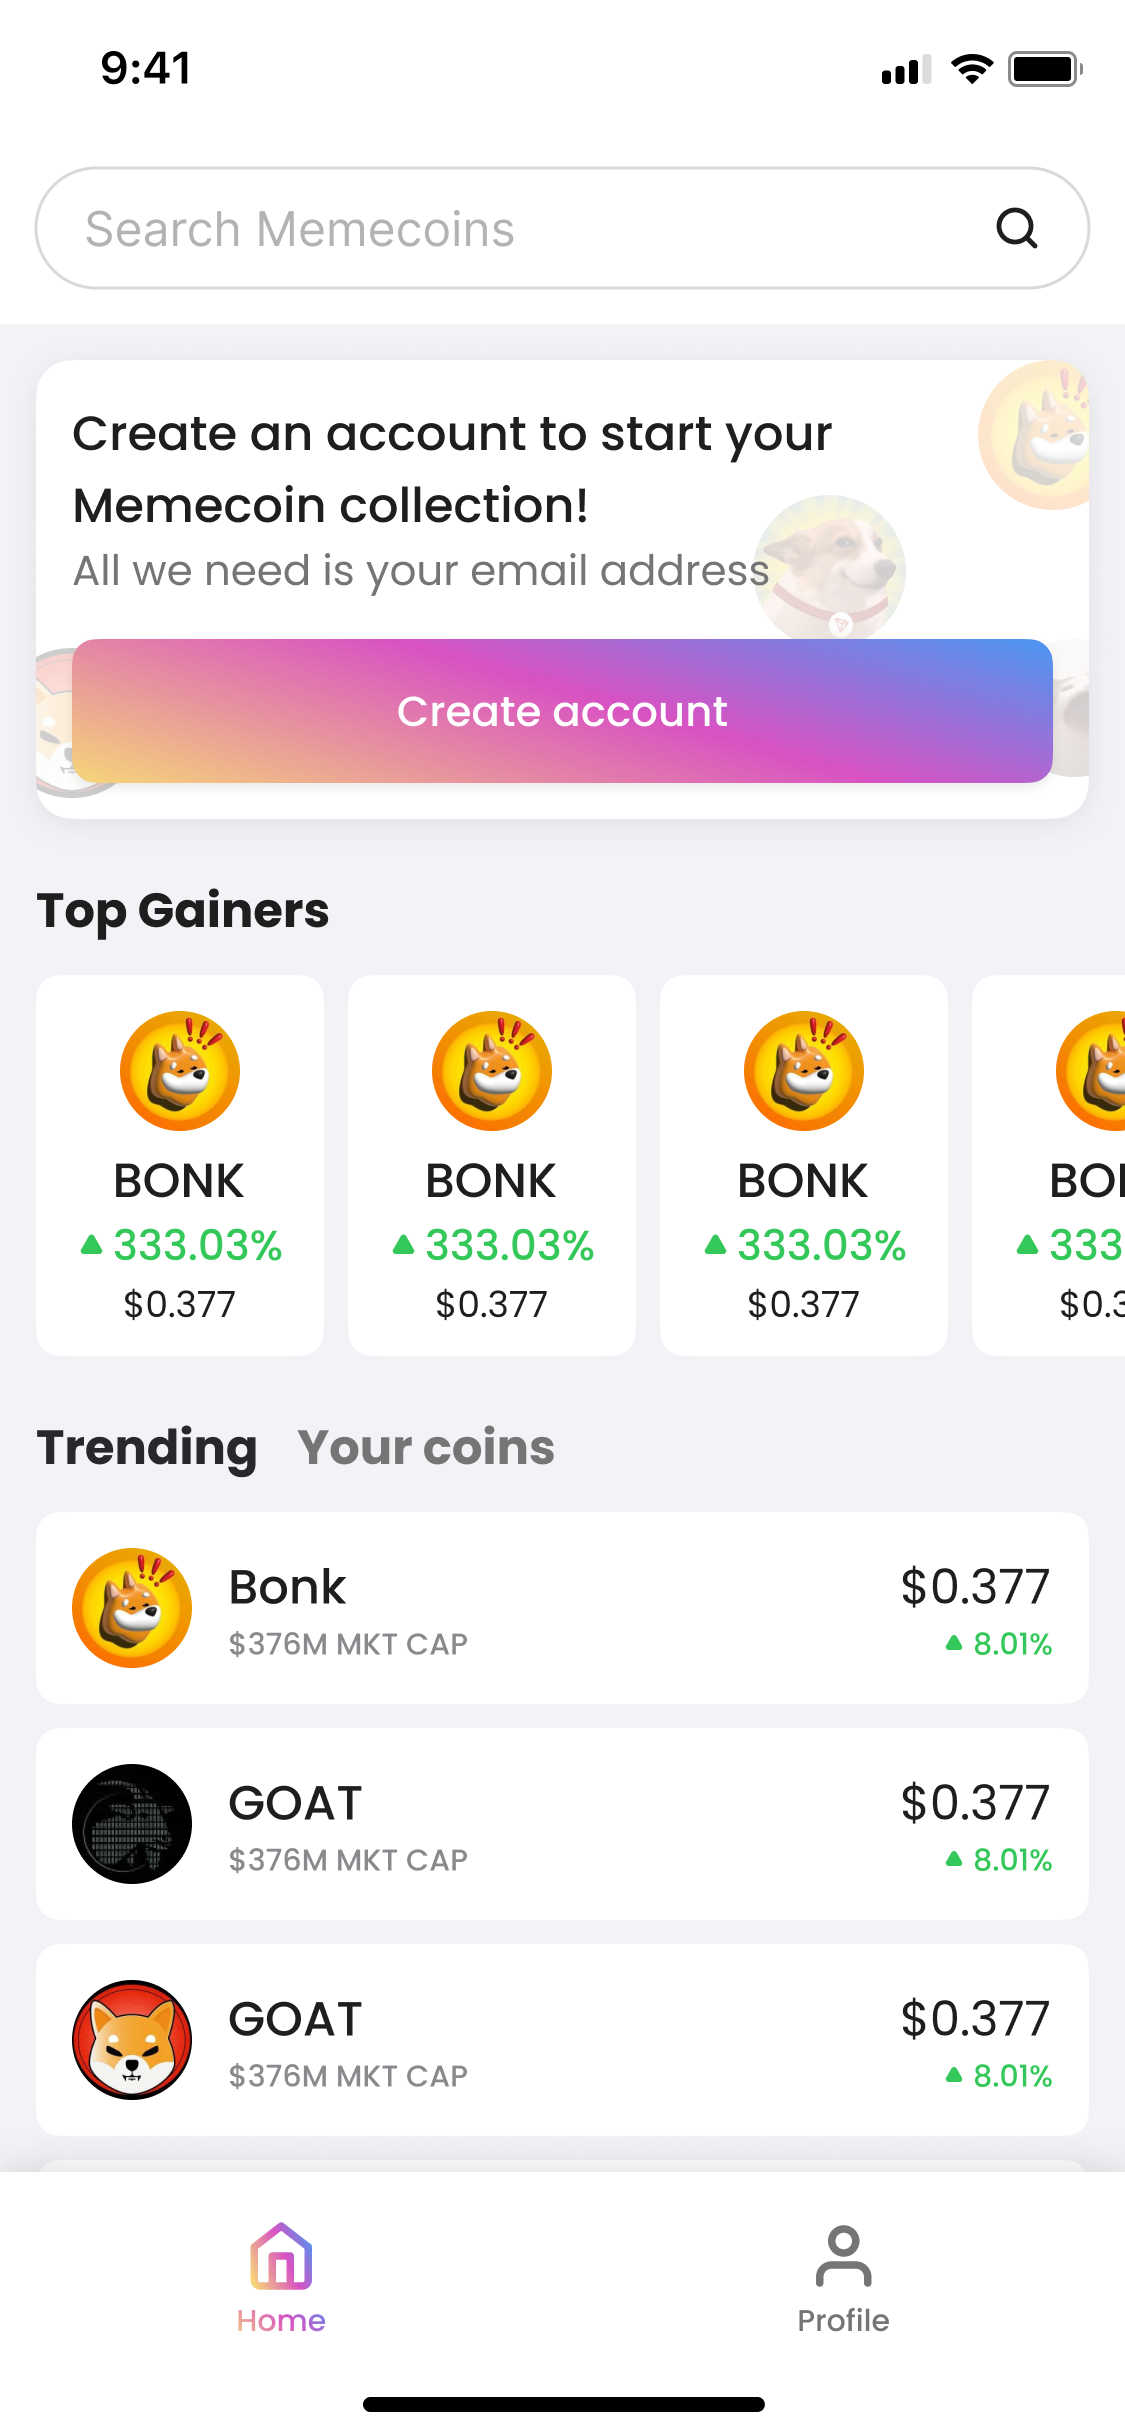 9:41
Search Memecoins
Create an account to start your
Memecoin collection!
All we need is your email address
Create account
Top Gainers
BONK
333.03%
$0.377
BONK
333.03%
$0.377
BONK
333.03%
$0.377
BO
333
$0.3
Trending Your coins
Bonk
$0.377
$376M MKT CAP
8.01%
GOAT
$0.377
$376M MKT CAP
8.01%
GOAT
$0.377
$376M MKT CAP
8.01%
Home
Profile